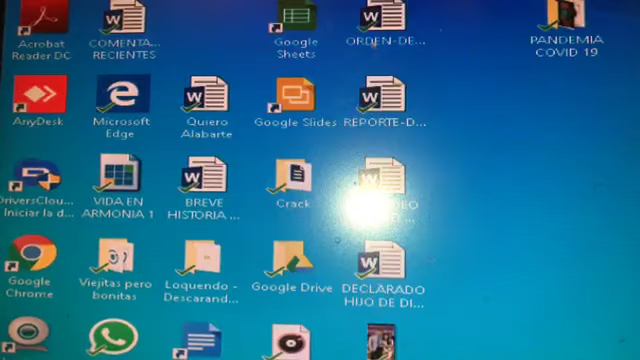 Acrobat
Reader DC
COMENTA...
RECIENTES
Google
Sheets
ORDEN-DE...
PANDEMIA
COVID 19
AnyDesk
Microsoft
Edge
Quiero
Alabarte
Google Slides
REPORTE-D...
DriversClou...
Iniciar la d...
VIDA EN
ARMONIA 1
BREVE
HISTORIA ...
Crack
Google
Chrome
Viejitas pero
bonitas
Loquendo -
Descarand...
Google Drive
DECLARADO
HIJO DE DI...